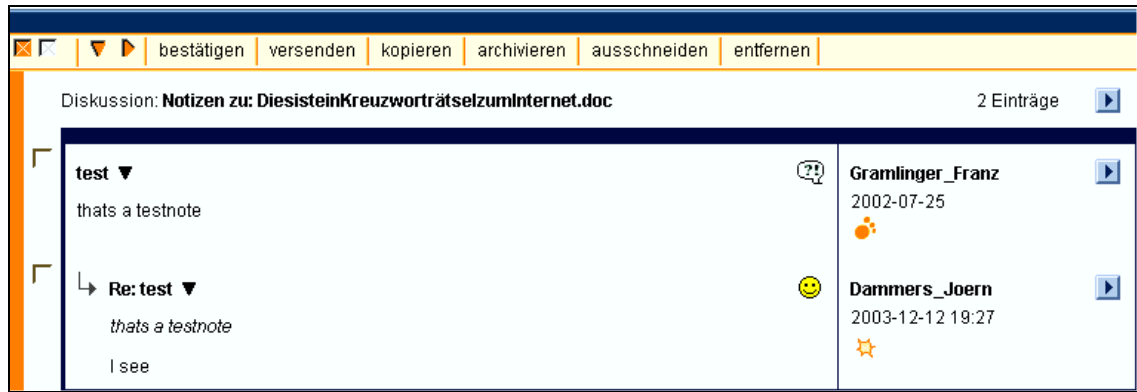 bestätigen versenden kopieren archivieren ausschneiden entfernen
Diskussion: Notizen zu: DiesisteinKreuzworträtselzumInternet.doc 2 Einträge
test ?! Gramlinger_Franz
thats a testnote 2002-07-25
Re: test Dammers_Joern
thats a testnote 2003-12-12 19:27
I see